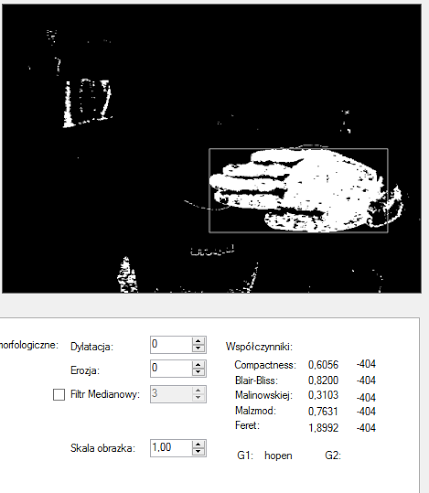 morfologiczne: Dylatacja: 0 Współczynniki:
Compactness: 0,6056 -404
Erozja: 0 Blair-Bliss: 0,8200 -404
Filtr Medianowy: 3 Malinowskiej: 0,3103 -404
Malzmod: 0,7631 -404
Feret: 1,8992 -404
Skala obrazka: 1,00 G1: hopen G2: